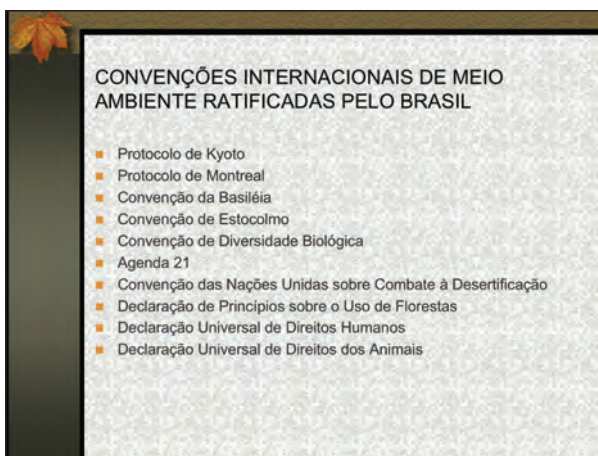 CONVENÇÕES INTERNACIONAIS DE MEIO
AMBIENTE RATIFICADAS PELO BRASIL
Protocolo de Kyoto
Protocolo de Montreal
Convenção da Basiléia
Convenção de Estocolmo
Convenção de Diversidade Biológica
Agenda 21
Convenção das Nações Unidas sobre Combate à Desertificação
Declaração de Princípios sobre o Uso de Florestas
Declaração Universal de Direitos Humanos
Declaração Universal de Direitos dos Animais